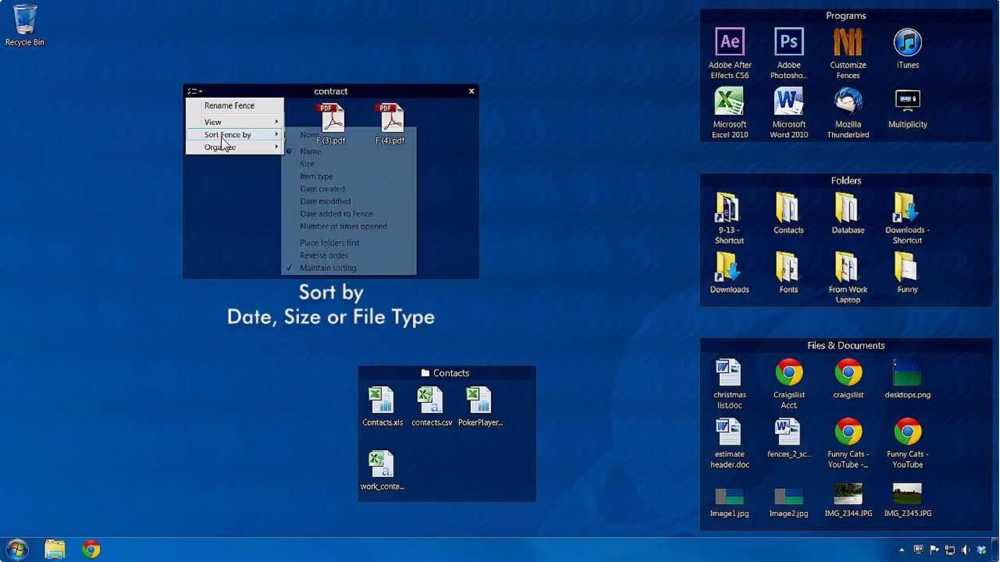 Recycle Bin
contract
Rename Fence
View
Sort Fence by
Organize
None
Name
Size
Item type
Date created
Date modified
Date added to Fence
Number of times opened
Place folders first
Reverse order
Maintain sorting
PDF
F (3).pdf
PDF
F (4).pdf
Sort by
Date, Size or File Type
Contacts
Contacts.xls
contacts.csv
PokerPlayer...
work_conta...
Programs
Ae
Adobe After
Effects CS6
Ps
Adobe
Photosho...
Customize
Fences
iTunes
Microsoft
Excel 2010
Microsoft
Word 2010
Mozilla
Thunderbird
Multiplicity
Folders
9-13 -
Shortcut
Contacts
Database
Downloads -
Shortcut
Downloads
Fonts
From Work
Laptop
Funny
Files & Documents
christmas
list.doc
Craigslist
Acct.
craigslist
desktops.png
estimate
header.doc
fences_2_sc...
Funny Cats -
YouTube -...
Funny Cats -
YouTube
Image1.jpg
Image2.jpg
IMG_2344.JPG
IMG_2345.JPG